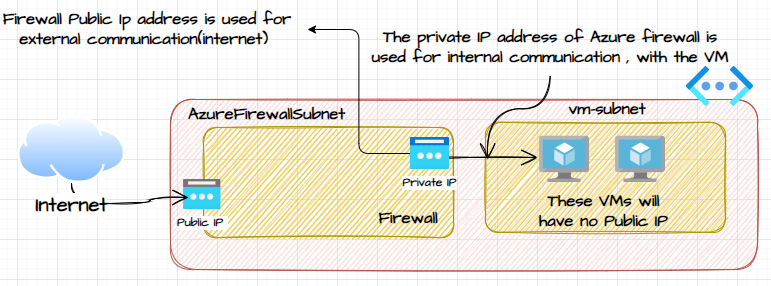 Firewall Public Ip address is used for
external communication(internet)
The private IP address of Azure firewall is
used for internal communication , with the VM
AzureFirewallSubnet
vm-subnet
Private IP
Internet
Public IP
Firewall
These VMs will
have no Public IP